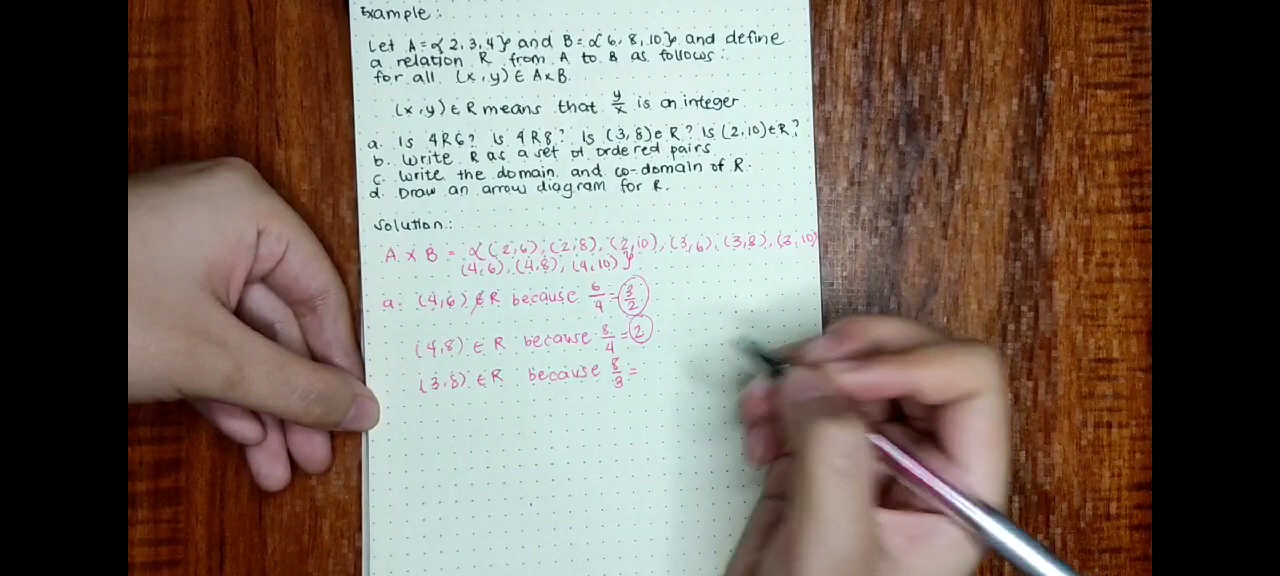 Example:
Let A = { 2, 3, 4 } and B = { 6, 8, 10 } and define
a relation R from A to B as follows:
for all (x, y) ∈ A x B.
(x, y) ∈ R means that y/x is an integer.
a. Is 4R6? Is 4R8? Is (3, 8) ∈ R? Is (2, 10) ∈ R?
b. Write R as a set of ordered pairs
c. Write the domain and co-domain of R.
d. Draw an arrow diagram for R.
Solution:
A x B = { (2, 6), (2, 8), (2, 10), (3, 6), (3, 8), (3, 10)
(4, 6), (4, 8), (4, 10) }
a. (4, 6) ∉ R because 6/4 = 3/2
(4, 8) ∈ R because 8/4 = 2
(3, 8) ∈ R because 8/3 =